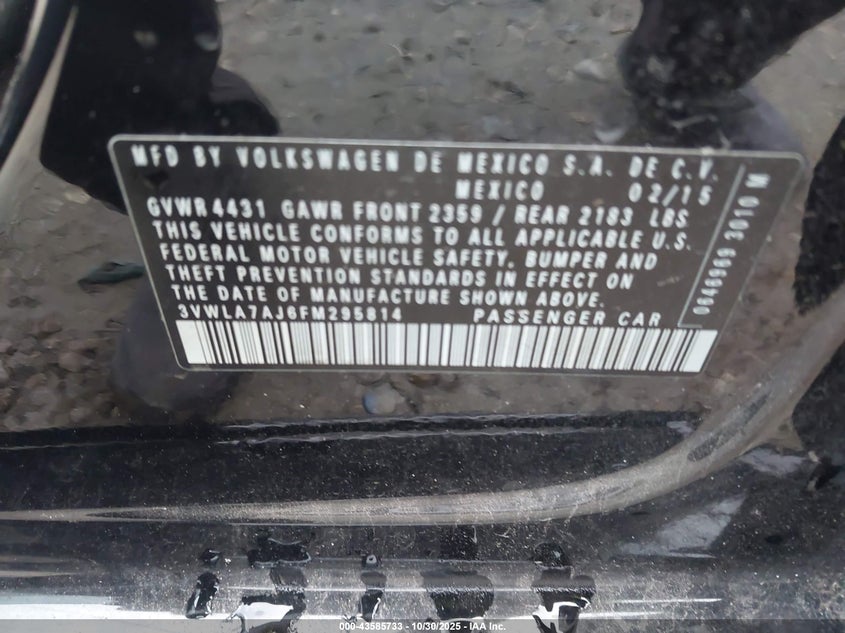 MFD BY VOLKSWAGEN DE MEXICO S.A. DE C.V.
MEXICO 02/15
GVWR 4431 GAWR FRONT 2359 / REAR 2183 LBS
THIS VEHICLE CONFORMS TO ALL APPLICABLE U.S.
FEDERAL MOTOR VEHICLE SAFETY, BUMPER AND
THEFT PREVENTION STANDARDS IN EFFECT ON
THE DATE OF MANUFACTURE SHOWN ABOVE.
3VWLA7AJ6FM295814 PASSENGER CAR
0646969 3010 M
000-43585733 - 10/30/2025 - IAA Inc.